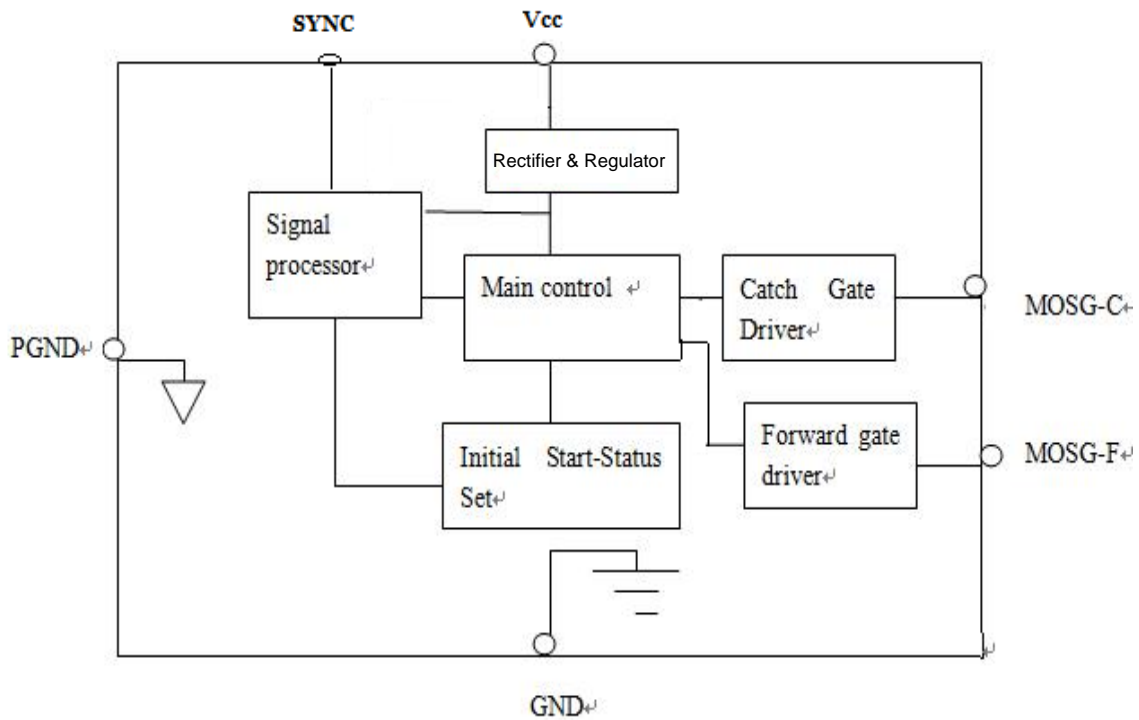 SYNC
Vcc
Rectifier & Regulator
Signal
processor↵
Main control ↵
Catch Gate
Driver↵
MOSG-C↵
PGND↵
Initial Start-Status
Set↵
Forward gate
driver↵
MOSG-F↵
↵
GND↵